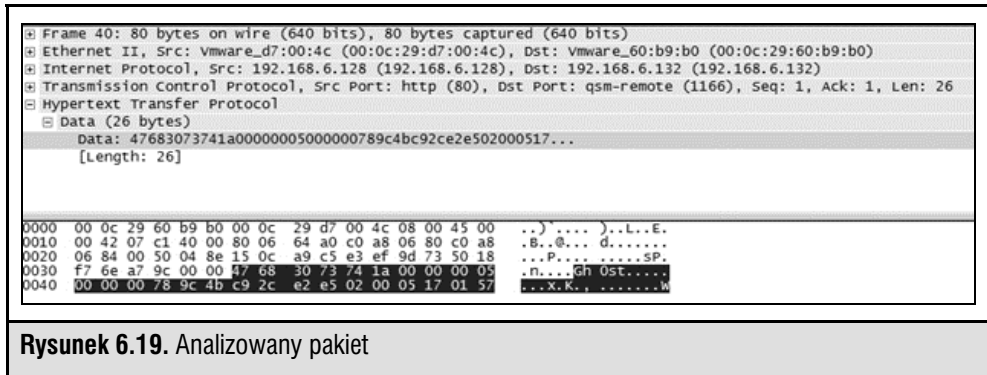 Frame 40: 80 bytes on wire (640 bits), 80 bytes captured (640 bits)
Ethernet II, Src: Vmware_d7:00:4c (00:0c:29:d7:00:4c), Dst: Vmware_60:b9:b0 (00:0c:29:60:b9:b0)
Internet Protocol, Src: 192.168.6.128 (192.168.6.128), Dst: 192.168.6.132 (192.168.6.132)
Transmission Control Protocol, Src Port: http (80), Dst Port: qsm-remote (1166), Seq: 1, Ack: 1, Len: 26
Hypertext Transfer Protocol
Data (26 bytes)
Data: 47683073741a00000005000000789c4bc92ce2e502000517...
[Length: 26]
0000 00 0c 29 60 b9 b0 00 0c 29 d7 00 4c 08 00 45 00 ..)`.... )..L..E.
0010 00 42 07 c1 40 00 80 06 64 a0 c0 a8 06 80 c0 a8 .B..@... d.......
0020 06 84 00 50 04 8e 15 0c a9 c5 e3 ef 9d 73 50 18 ...P.... .....sP.
0030 f7 6e a7 9c 00 00 47 68 30 73 74 1a 00 00 00 05 .n....Gh 0st.....
0040 00 00 00 78 9c 4b c9 2c e2 e5 02 00 05 17 01 57 ...x.K., .......W
Rysunek 6.19. Analizowany pakiet